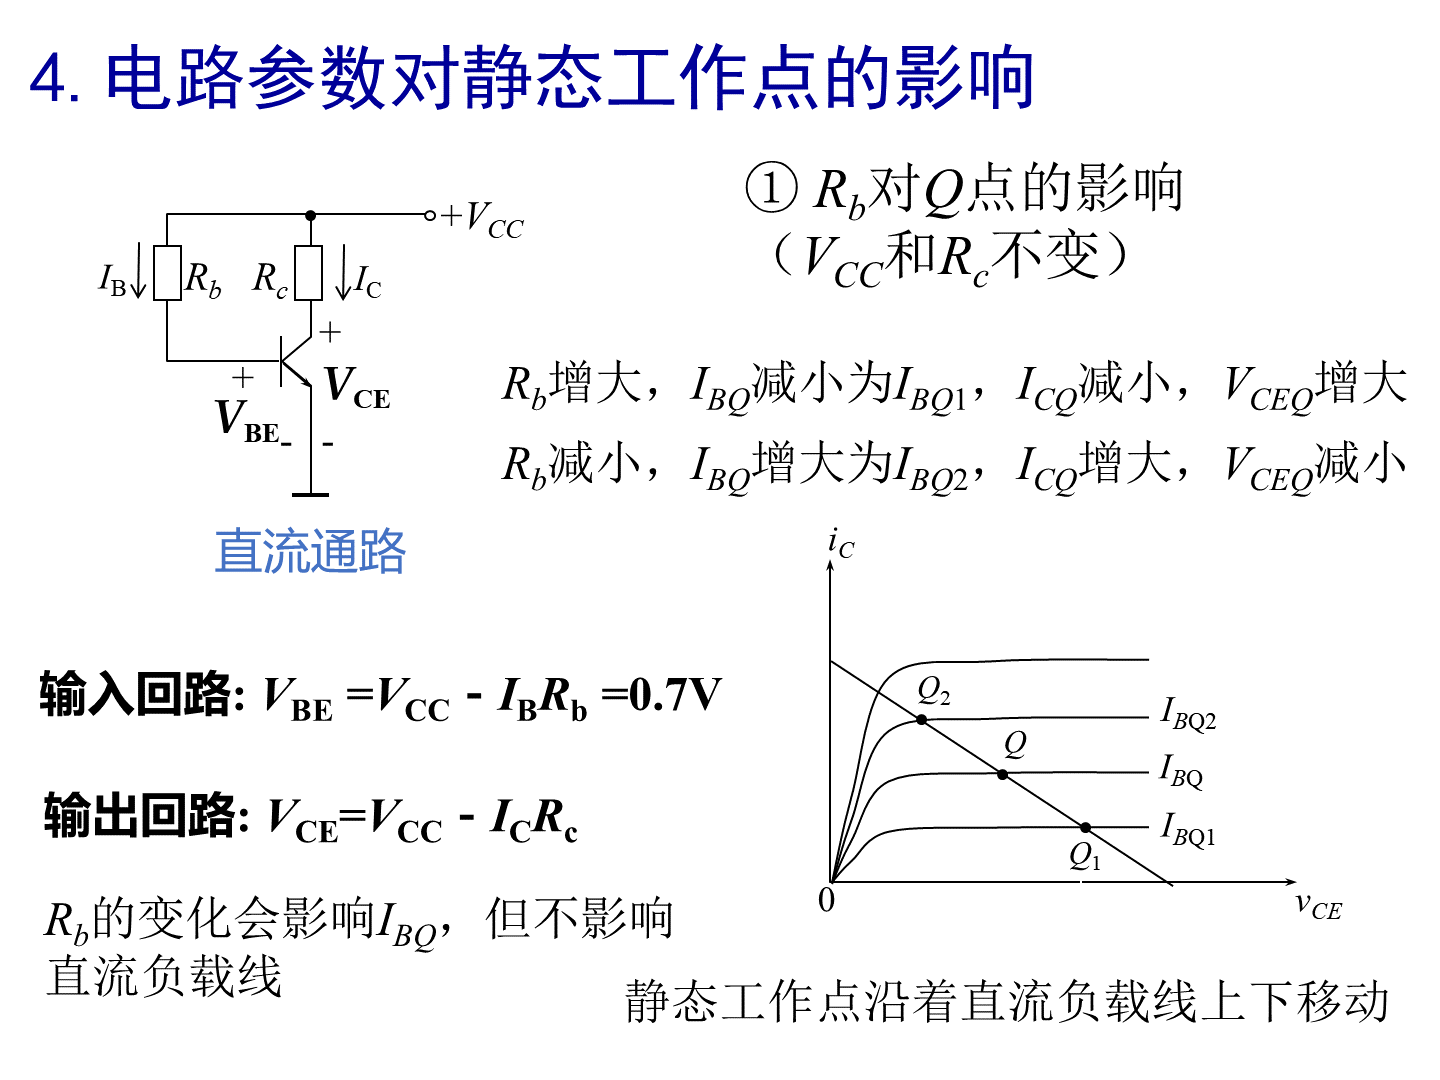 4. 电路参数对静态工作点的影响
① Rb对Q点的影响
（VCC和Rc不变）
+VCC
IB
Rb
Rc
IC
+
VCE
+
VBE
- -
Rb增大，IBQ减小为IBQ1，ICQ减小，VCEQ增大
Rb减小，IBQ增大为IBQ2，ICQ增大，VCEQ减小
直流通路
iC
输入回路: VBE =VCC - IBRb =0.7V
Q2
IBQ2
Q
IBQ
输出回路: VCE=VCC - ICRc
IBQ1
Q1
0
vCE
Rb的变化会影响IBQ，但不影响
直流负载线
静态工作点沿着直流负载线上下移动